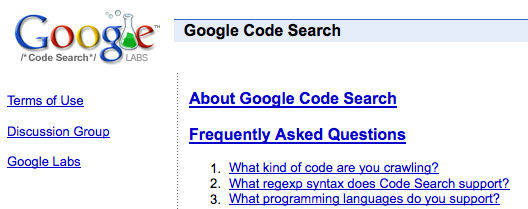 Google™
/* Code Search */ LABS
Google Code Search
Terms of Use
Discussion Group
Google Labs
About Google Code Search
Frequently Asked Questions
1. What kind of code are you crawling?
2. What regexp syntax does Code Search support?
3. What programming languages do you support?